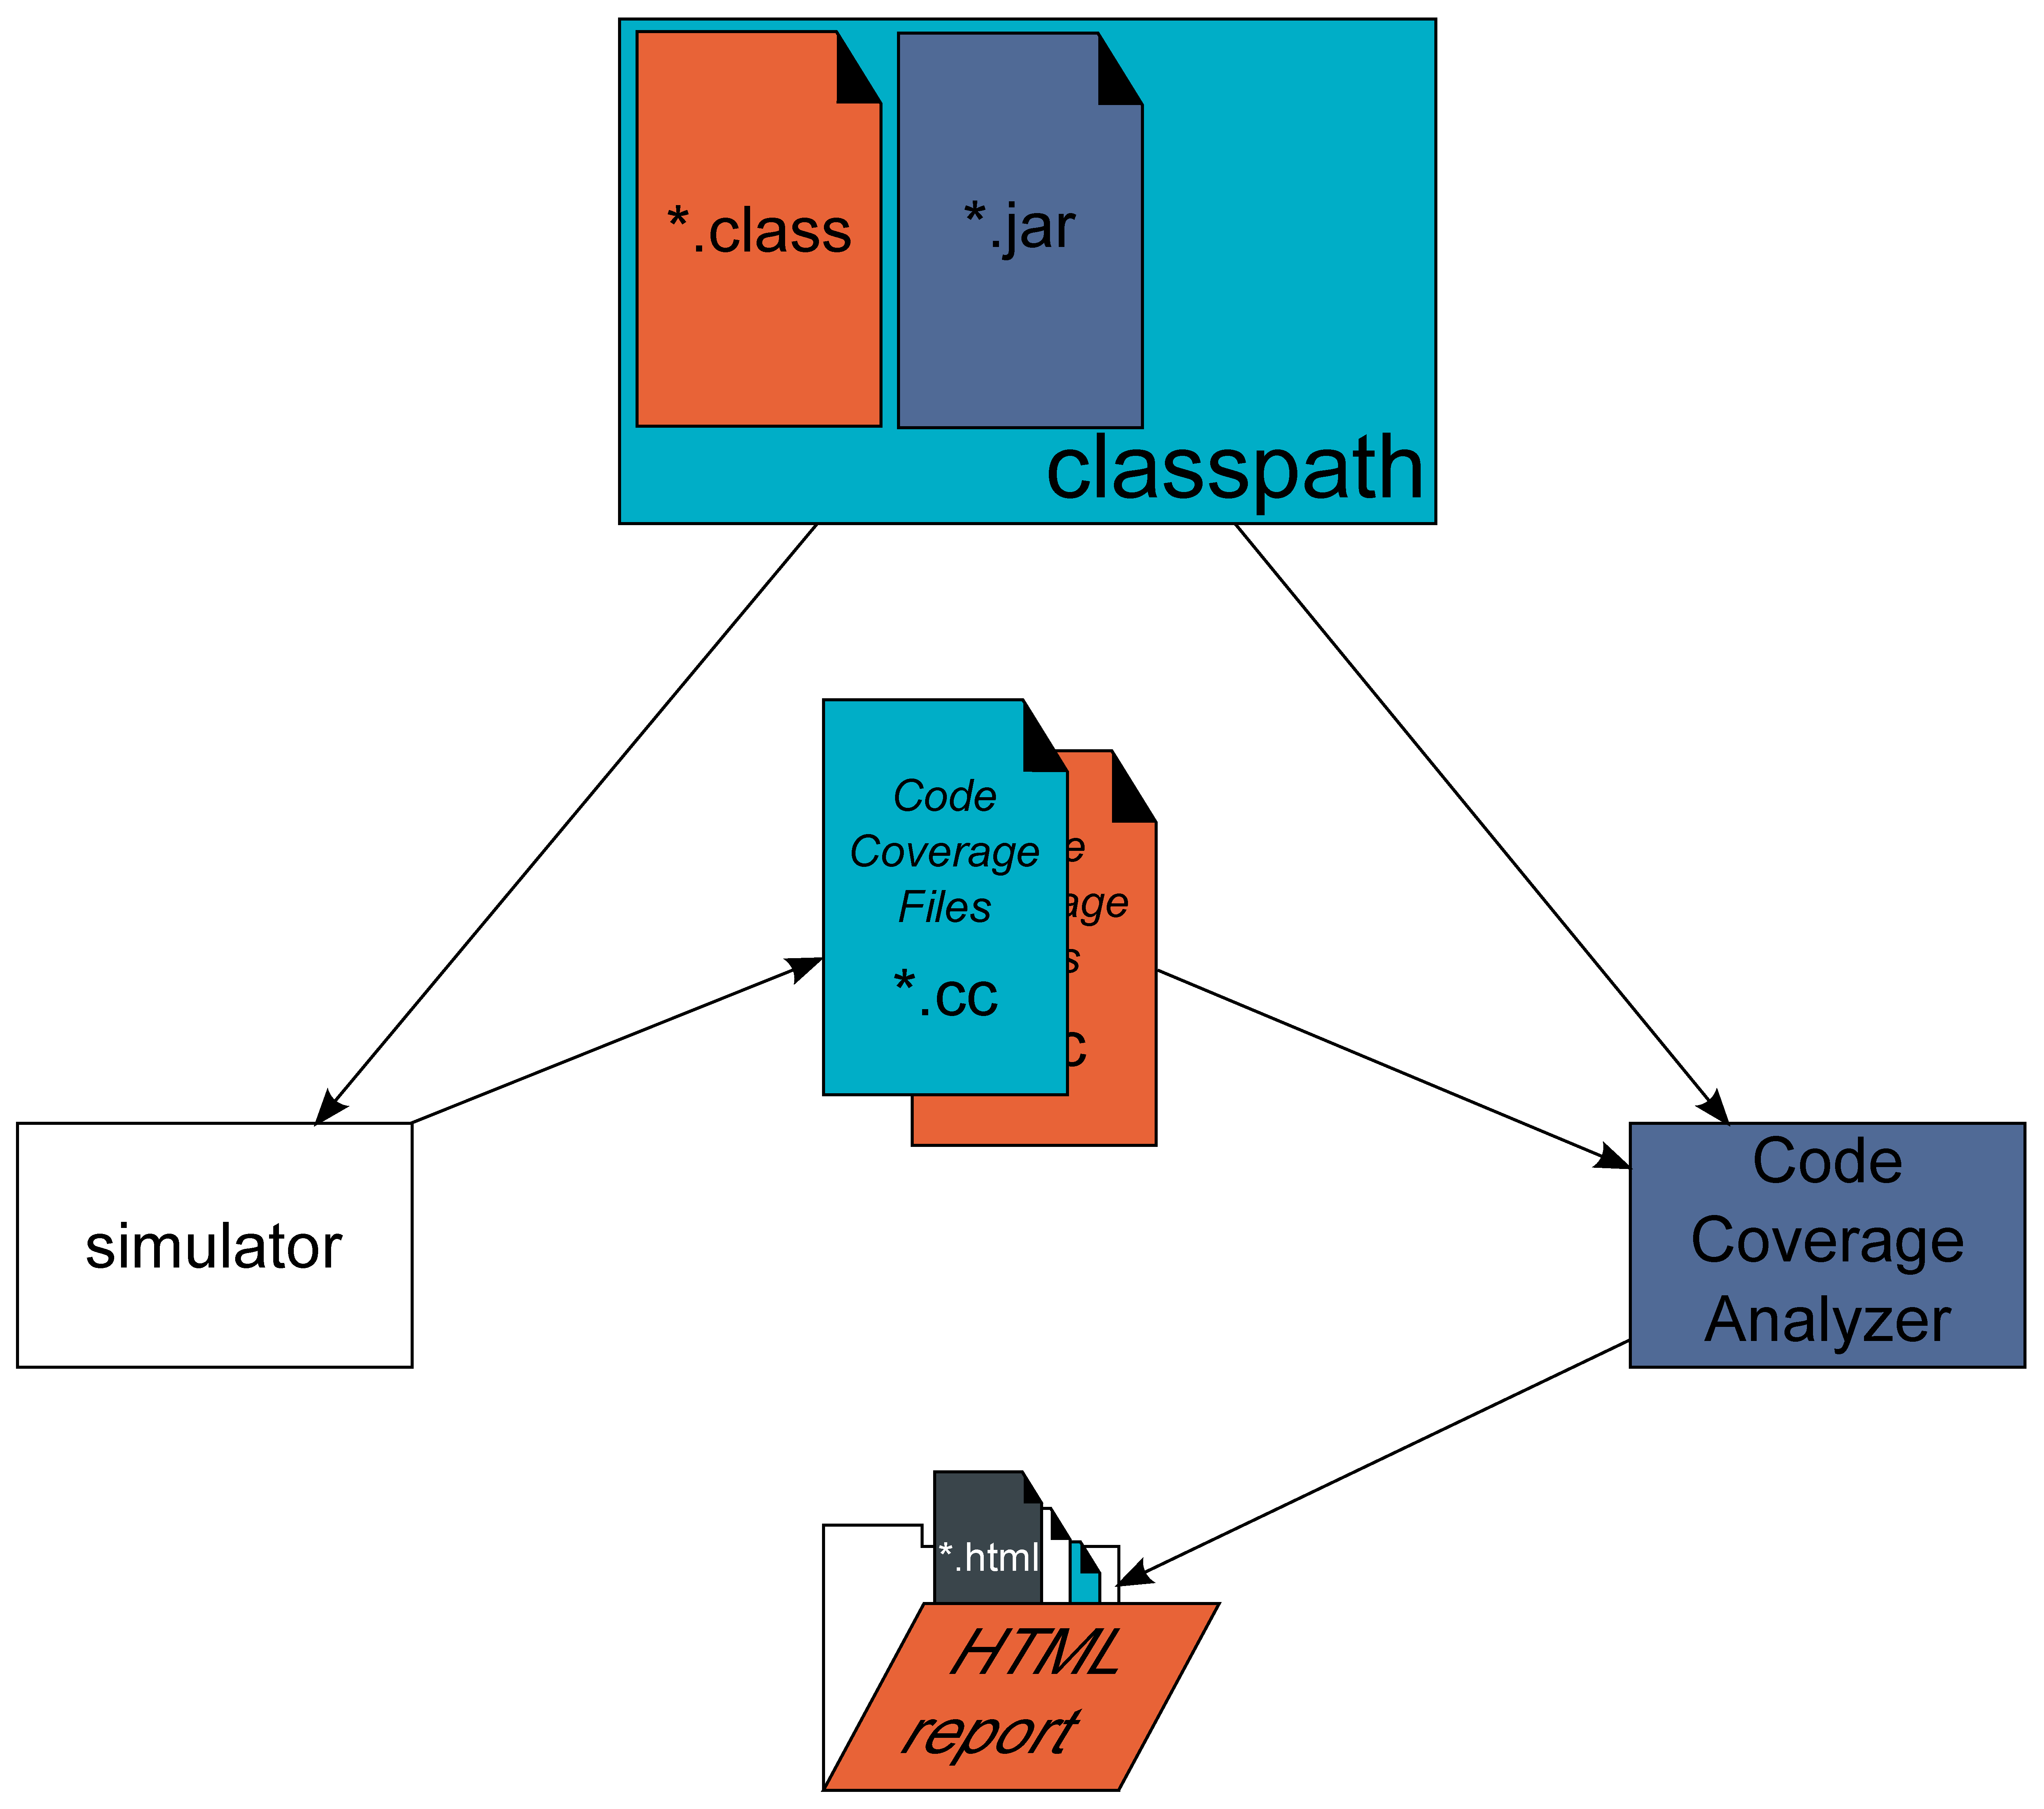 *.class
*.jar
classpath
Code
Coverage
Files
*.cc
e
age
s
c
simulator
Code
Coverage
Analyzer
*.html
HTML
report